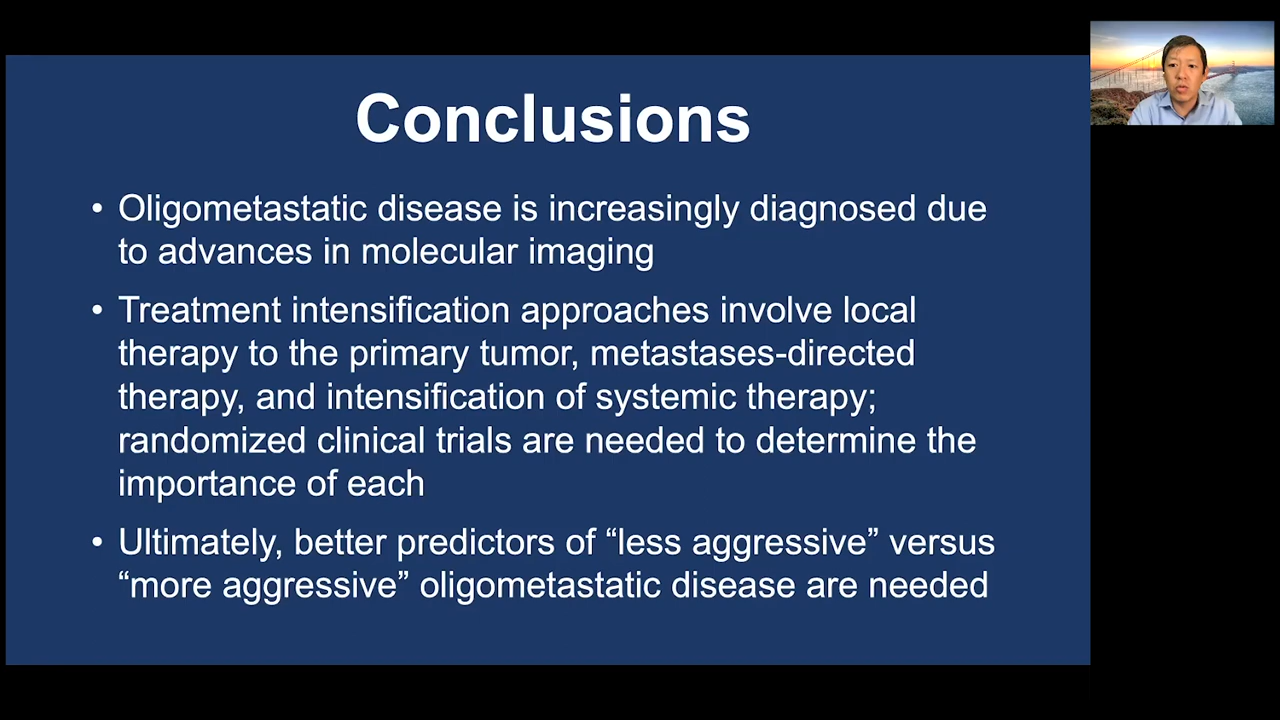 Conclusions
• Oligometastatic disease is increasingly diagnosed due
to advances in molecular imaging
• Treatment intensification approaches involve local
therapy to the primary tumor, metastases-directed
therapy, and intensification of systemic therapy;
randomized clinical trials are needed to determine the
importance of each
• Ultimately, better predictors of “less aggressive” versus
“more aggressive” oligometastatic disease are needed